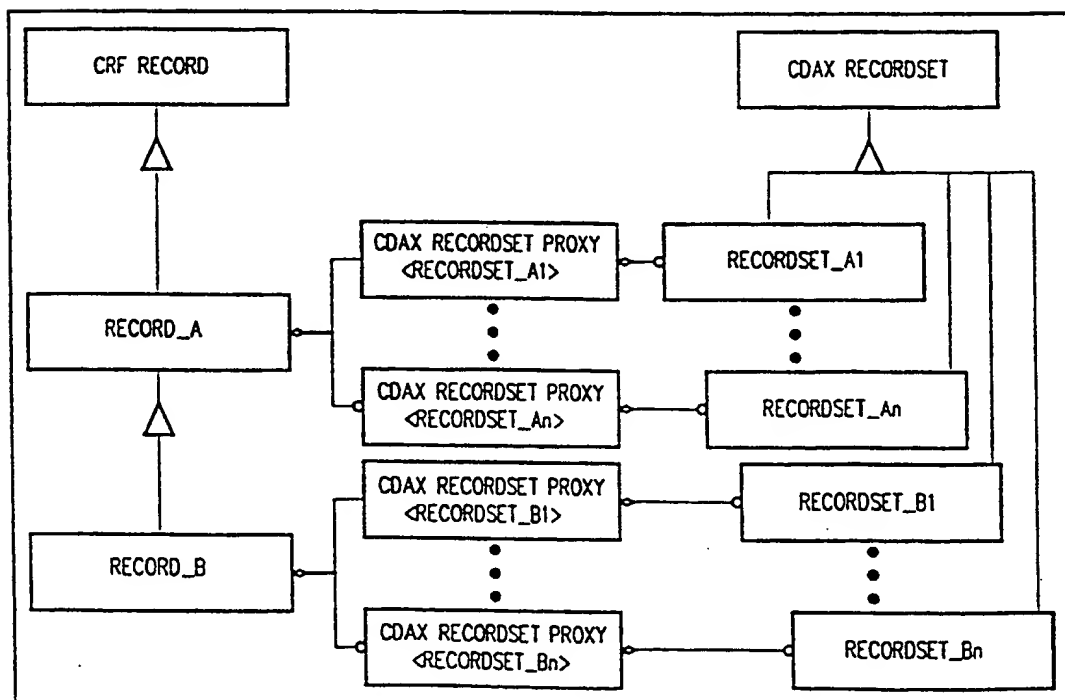 CRF RECORD
CDAX RECORDSET
CDAX RECORDSET PROXY
<RECORDSET_A1>
RECORDSET_A1
RECORD_A
CDAX RECORDSET PROXY
<RECORDSET_An>
RECORDSET_An
CDAX RECORDSET PROXY
<RECORDSET_B1>
RECORDSET_B1
RECORD_B
CDAX RECORDSET PROXY
<RECORDSET_Bn>
RECORDSET_Bn